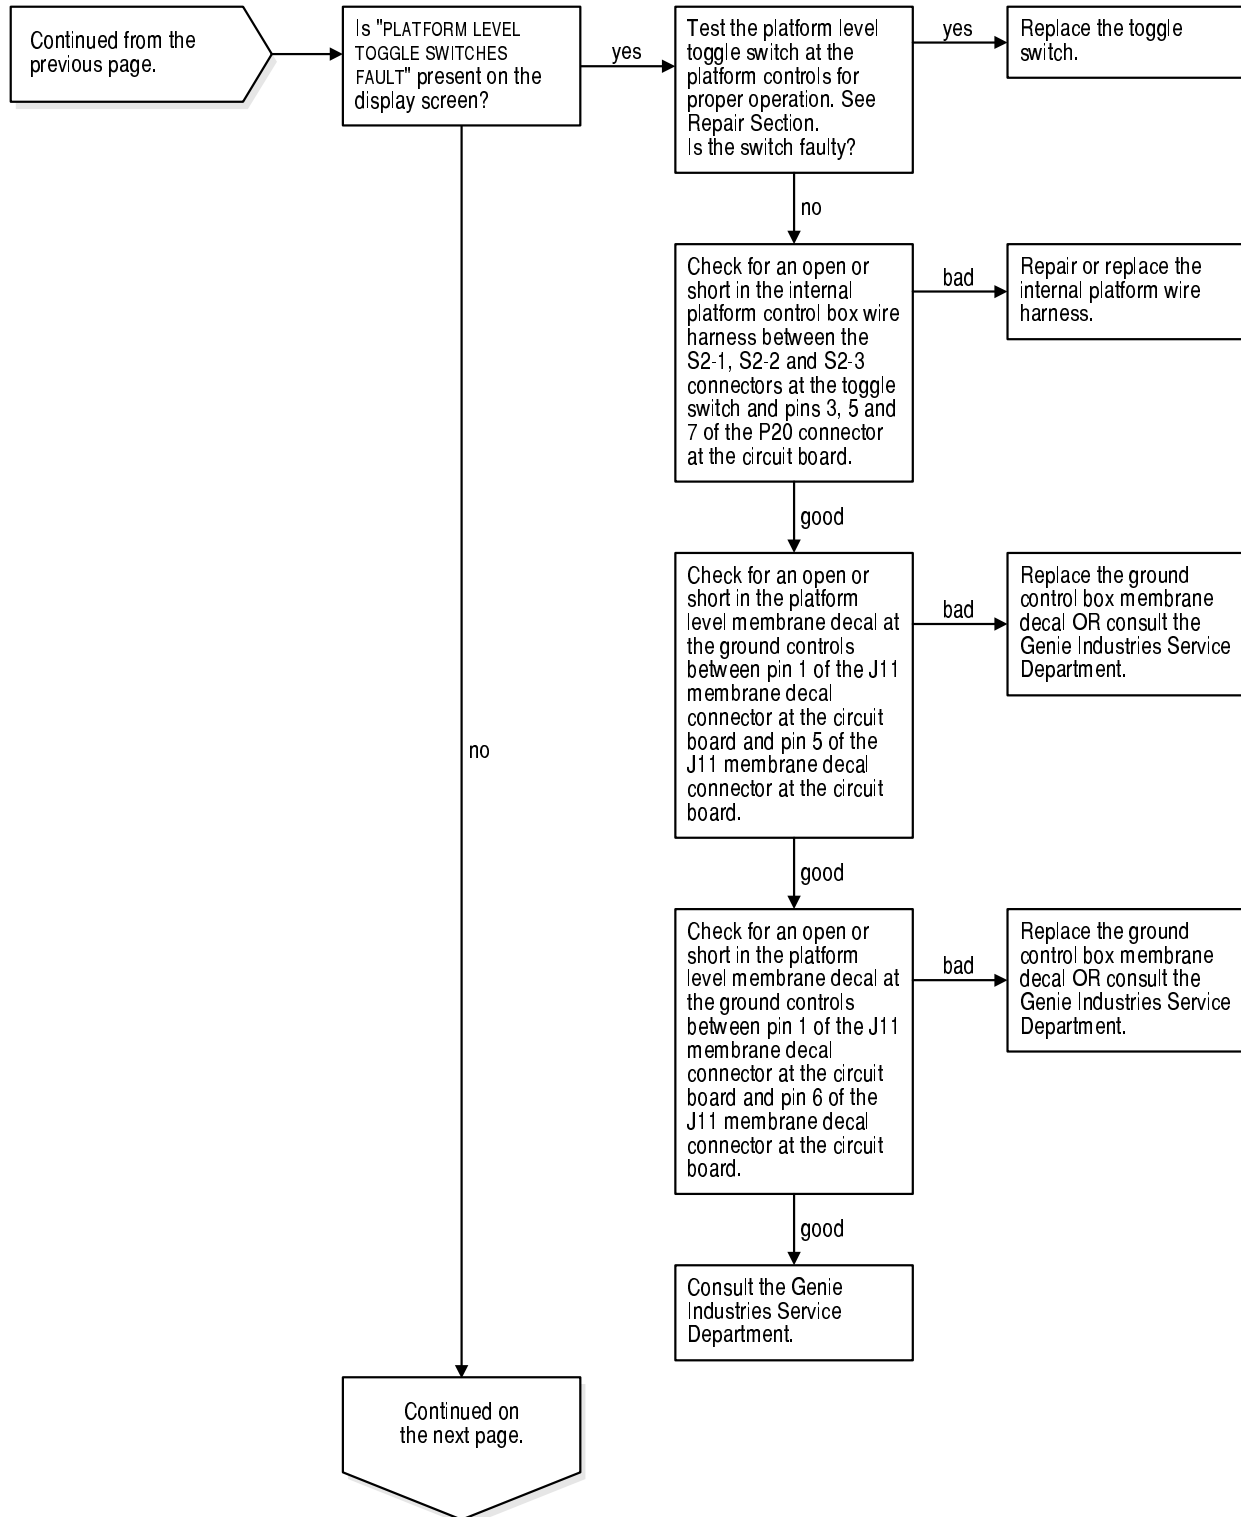 Continued from the
previous page.
Is "PLATFORM LEVEL
TOGGLE SWITCHES
FAULT" present on the
display screen?
yes
Test the platform level
toggle switch at the
platform controls for
proper operation. See
Repair Section.
Is the switch faulty?
yes
Replace the toggle
switch.
no
Check for an open or
short in the internal
platform control box wire
harness between the
S2-1, S2-2 and S2-3
connectors at the toggle
switch and pins 3, 5 and
7 of the P20 connector
at the circuit board.
bad
Repair or replace the
internal platform wire
harness.
good
Check for an open or
short in the platform
level membrane decal at
the ground controls
between pin 1 of the J11
membrane decal
connector at the circuit
board and pin 5 of the
J11 membrane decal
connector at the circuit
board.
bad
Replace the ground
control box membrane
decal OR consult the
Genie Industries Service
Department.
no
good
Check for an open or
short in the platform
level membrane decal at
the ground controls
between pin 1 of the J11
membrane decal
connector at the circuit
board and pin 6 of the
J11 membrane decal
connector at the circuit
board.
bad
Replace the ground
control box membrane
decal OR consult the
Genie Industries Service
Department.
good
Consult the Genie
Industries Service
Department.
Continued on
the next page.